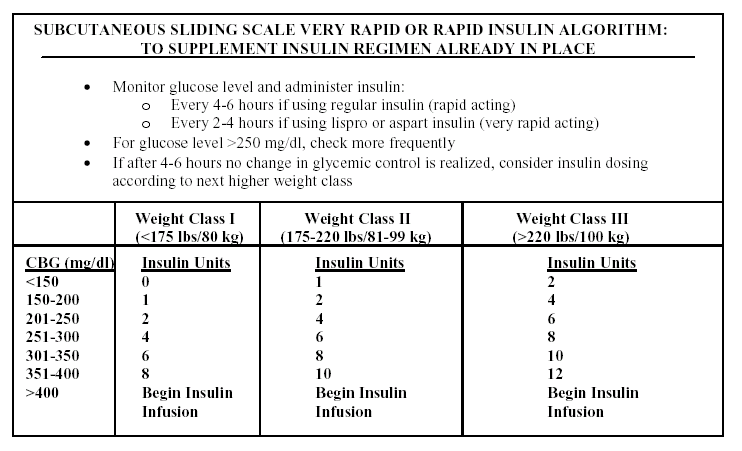 SUBCUTANEOUS SLIDING SCALE VERY RAPID OR RAPID INSULIN ALGORITHM:
TO SUPPLEMENT INSULIN REGIMEN ALREADY IN PLACE
• Monitor glucose level and administer insulin:
o Every 4-6 hours if using regular insulin (rapid acting)
o Every 2-4 hours if using lispro or aspart insulin (very rapid acting)
• For glucose level >250 mg/dl, check more frequently
• If after 4-6 hours no change in glycemic control is realized, consider insulin dosing
according to next higher weight class
Weight Class I Weight Class II Weight Class III
(<175 lbs/80 kg) (175-220 lbs/81-99 kg) (>220 lbs/100 kg)
CBG (mg/dl) Insulin Units Insulin Units Insulin Units
<150 0 1 2
150-200 1 2 4
201-250 2 4 6
251-300 4 6 8
301-350 6 8 10
351-400 8 10 12
>400 Begin Insulin Begin Insulin Begin Insulin
Infusion Infusion Infusion